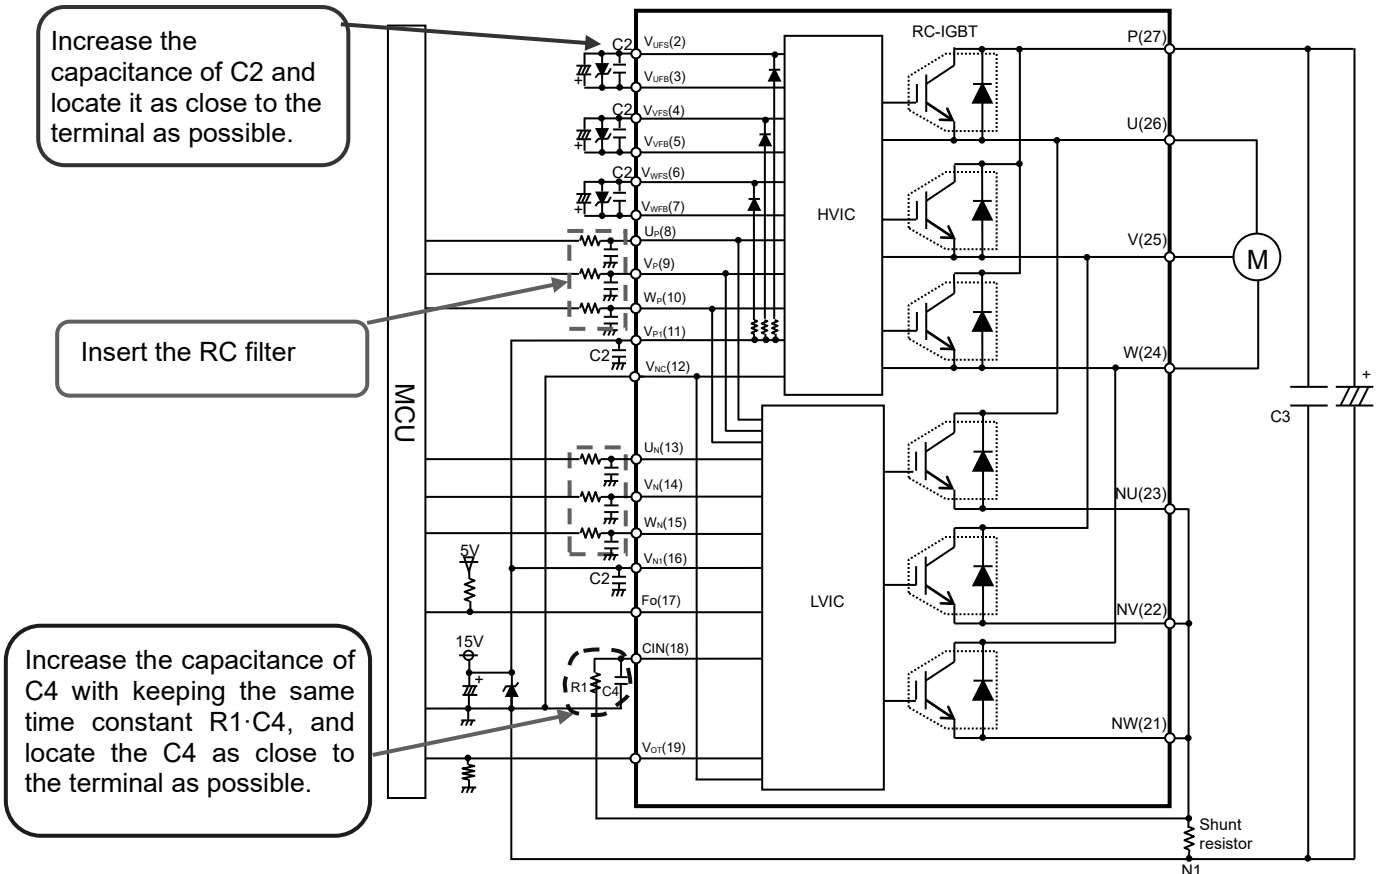 Increase the
capacitance of C2 and
locate it as close to the
terminal as possible.
Insert the RC filter
Increase the capacitance of
C4 with keeping the same
time constant R1·C4, and
locate the C4 as close to
the terminal as possible.
MCU
5V
15V
+
C2
+
C2
+
C2
+
C2
C2
R1
C4
+
VUFS(2)
VUFB(3)
VVFS(4)
VVFB(5)
VWFS(6)
VWFB(7)
UP(8)
VP(9)
WP(10)
VP1(11)
VNC(12)
UN(13)
VN(14)
WN(15)
VN1(16)
Fo(17)
CIN(18)
VOT(19)
HVIC
LVIC
RC-IGBT
P(27)
U(26)
V(25)
W(24)
NU(23)
NV(22)
NW(21)
M
C3
Shunt
resistor
N1